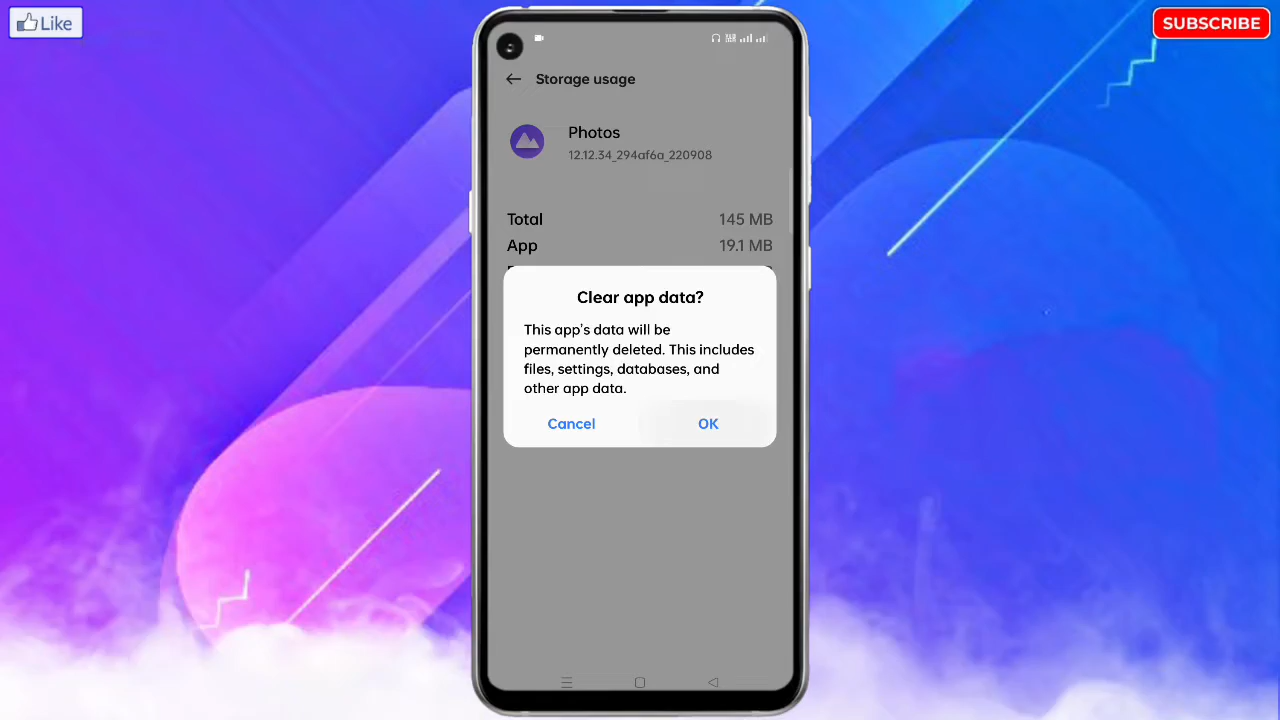 Like
SUBSCRIBE
Storage usage
Photos
12.12.34_294af6a_220908
Total 145 MB
App 19.1 MB
Clear app data?
This app's data will be
permanently deleted. This includes
files, settings, databases, and
other app data.
Cancel OK